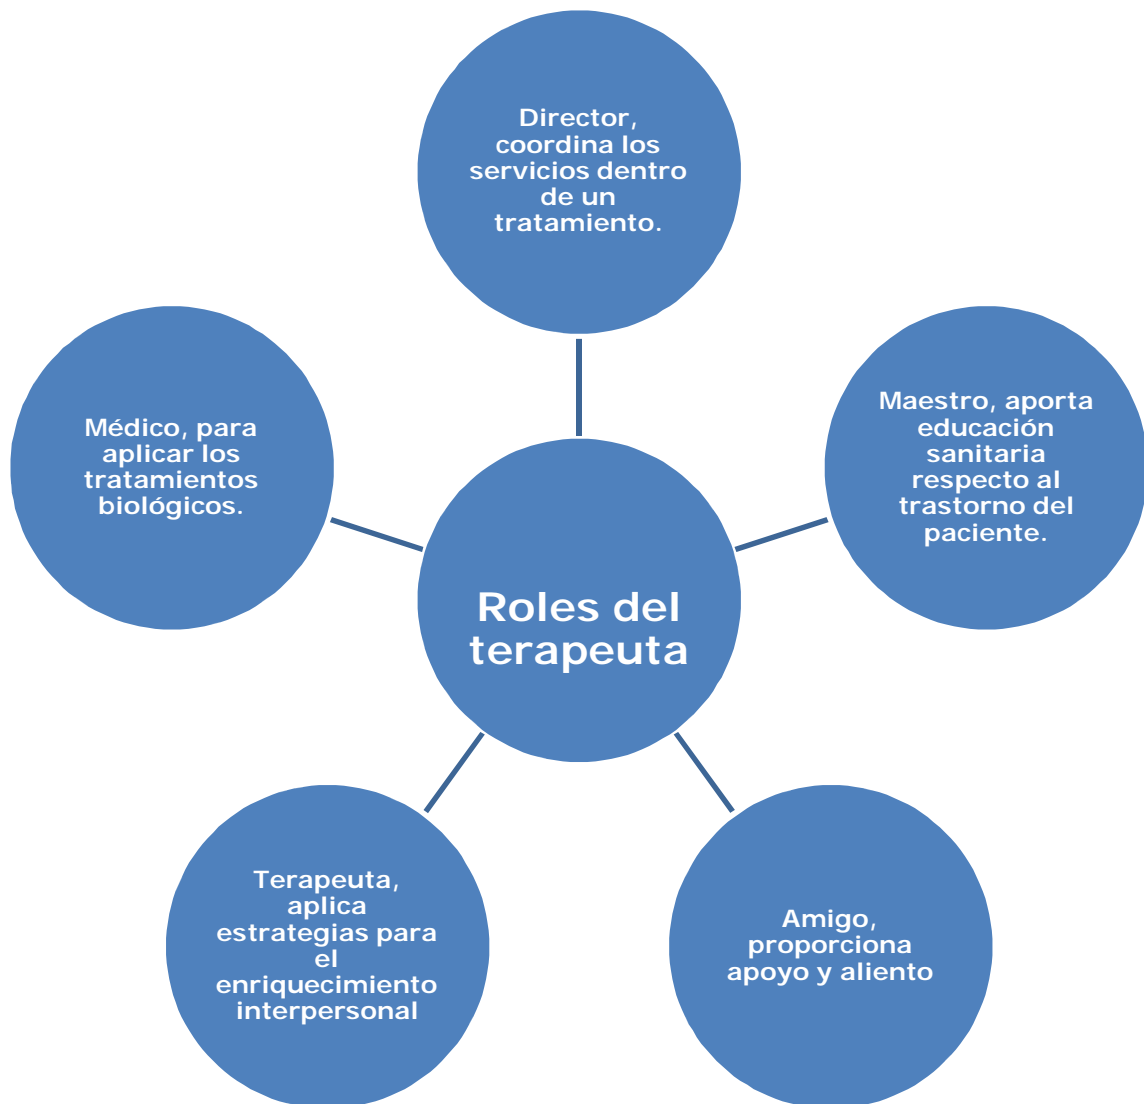 Director,
coordina los
servicios dentro
de un
tratamiento.
Médico, para
aplicar los
tratamientos
biológicos.
Maestro, aporta
educación
sanitaria
respecto al
trastorno del
paciente.
Roles del
terapeuta
Terapeuta,
aplica
estrategias para
el
enriquecimiento
interpersonal
Amigo,
proporciona
apoyo y aliento